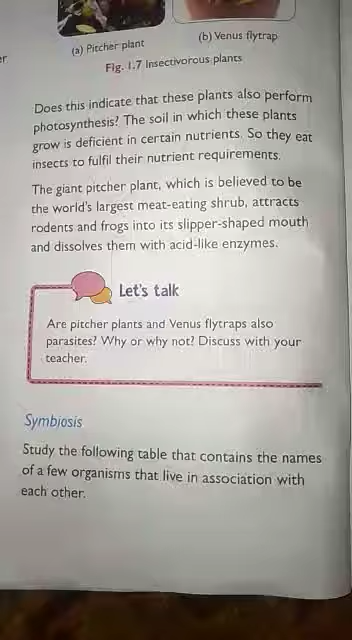 er
(a) Pitcher plant
(b) Venus flytrap
Fig. 1.7 Insectivorous plants
Does this indicate that these plants also perform
photosynthesis? The soil in which these plants
grow is deficient in certain nutrients. So they eat
insects to fulfil their nutrient requirements.
The giant pitcher plant, which is believed to be
the world's largest meat-eating shrub, attracts
rodents and frogs into its slipper-shaped mouth
and dissolves them with acid-like enzymes.
Let's talk
Are pitcher plants and Venus flytraps also
parasites? Why or why not? Discuss with your
teacher.
Symbiosis
Study the following table that contains the names
of a few organisms that live in association with
each other.